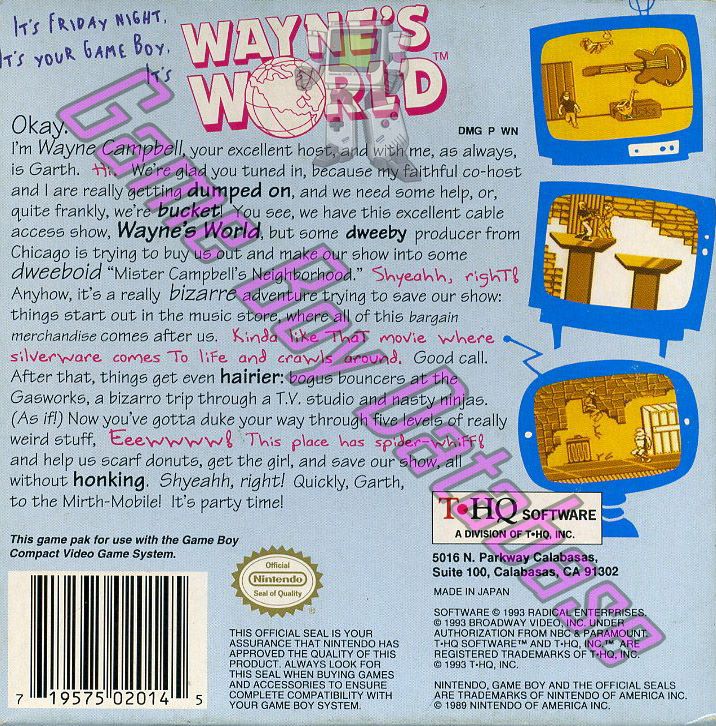 IT'S FRIDAY NIGHT,
IT'S YOUR GAME BOY,
IT'S
WAYNE'S
WORLD™
DMG P WN
Okay.
I'm Wayne Campbell, your excellent host, and with me, as always,
is Garth. Hi. We're glad you tuned in, because my faithful co-host
and I are really getting dumped on, and we need some help, or,
quite frankly, we're bucket! You see, we have this excellent cable
access show, Wayne's World, but some dweeby producer from
Chicago is trying to buy us out and make our show into some
dweeboid "Mister Campbell's Neighborhood." Shyeahh, righT!
Anyhow, it's a really bizarre adventure trying to save our show:
things start out in the music store, where all of this bargain
merchandise comes after us. Kinda like ThaT movie where
silverware comes To life and crawls around. Good call.
After that, things get even hairier: bogus bouncers at the
Gasworks, a bizarro trip through a T.V. studio and nasty ninjas.
(As if!) Now you've gotta duke your way through five levels of really
weird stuff, Eeewwww! This place has spider-whiff!
and help us scarf donuts, get the girl, and save our show, all
without honking. Shyeahh, right! Quickly, Garth,
to the Mirth-Mobile! It's party time!
Game Boy Database
T•HQ SOFTWARE
A DIVISION OF T•HQ, INC.
5016 N. Parkway Calabasas,
Suite 100, Calabasas, CA 91302
MADE IN JAPAN
SOFTWARE © 1993 RADICAL ENTERPRISES.
© 1993 BROADWAY VIDEO, INC. UNDER
AUTHORIZATION FROM NBC & PARAMOUNT.
T•HQ SOFTWARE™ AND T•HQ, INC.™ ARE
REGISTERED TRADEMARKS OF T•HQ, INC.
© 1993 T•HQ, INC.
NINTENDO, GAME BOY AND THE OFFICIAL SEALS
ARE TRADEMARKS OF NINTENDO OF AMERICA INC.
© 1989 NINTENDO OF AMERICA INC.
This game pak for use with the Game Boy
Compact Video Game System.
Official
Nintendo
Seal of Quality
®
THIS OFFICIAL SEAL IS YOUR
ASSURANCE THAT NINTENDO HAS
APPROVED THE QUALITY OF THIS
PRODUCT. ALWAYS LOOK FOR
THIS SEAL WHEN BUYING GAMES
AND ACCESSORIES TO ENSURE
COMPLETE COMPATIBILITY WITH
YOUR GAME BOY SYSTEM.
7 19575 02014 5